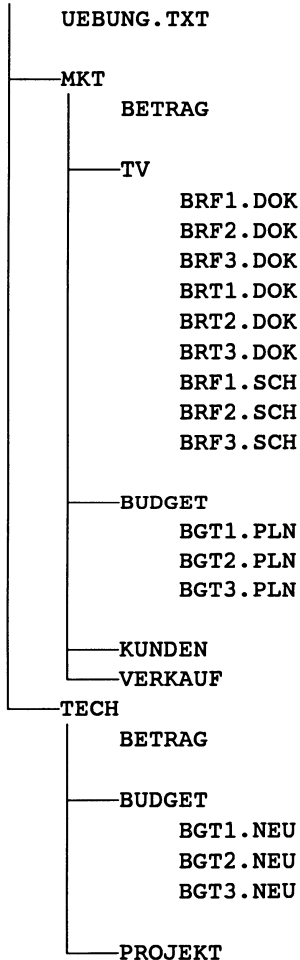 UEBUNG.TXT
MKT
BETRAG
TV
BRF1.DOK
BRF2.DOK
BRF3.DOK
BRT1.DOK
BRT2.DOK
BRT3.DOK
BRF1.SCH
BRF2.SCH
BRF3.SCH
BUDGET
BGT1.PLN
BGT2.PLN
BGT3.PLN
KUNDEN
VERKAUF
TECH
BETRAG
BUDGET
BGT1.NEU
BGT2.NEU
BGT3.NEU
PROJEKT